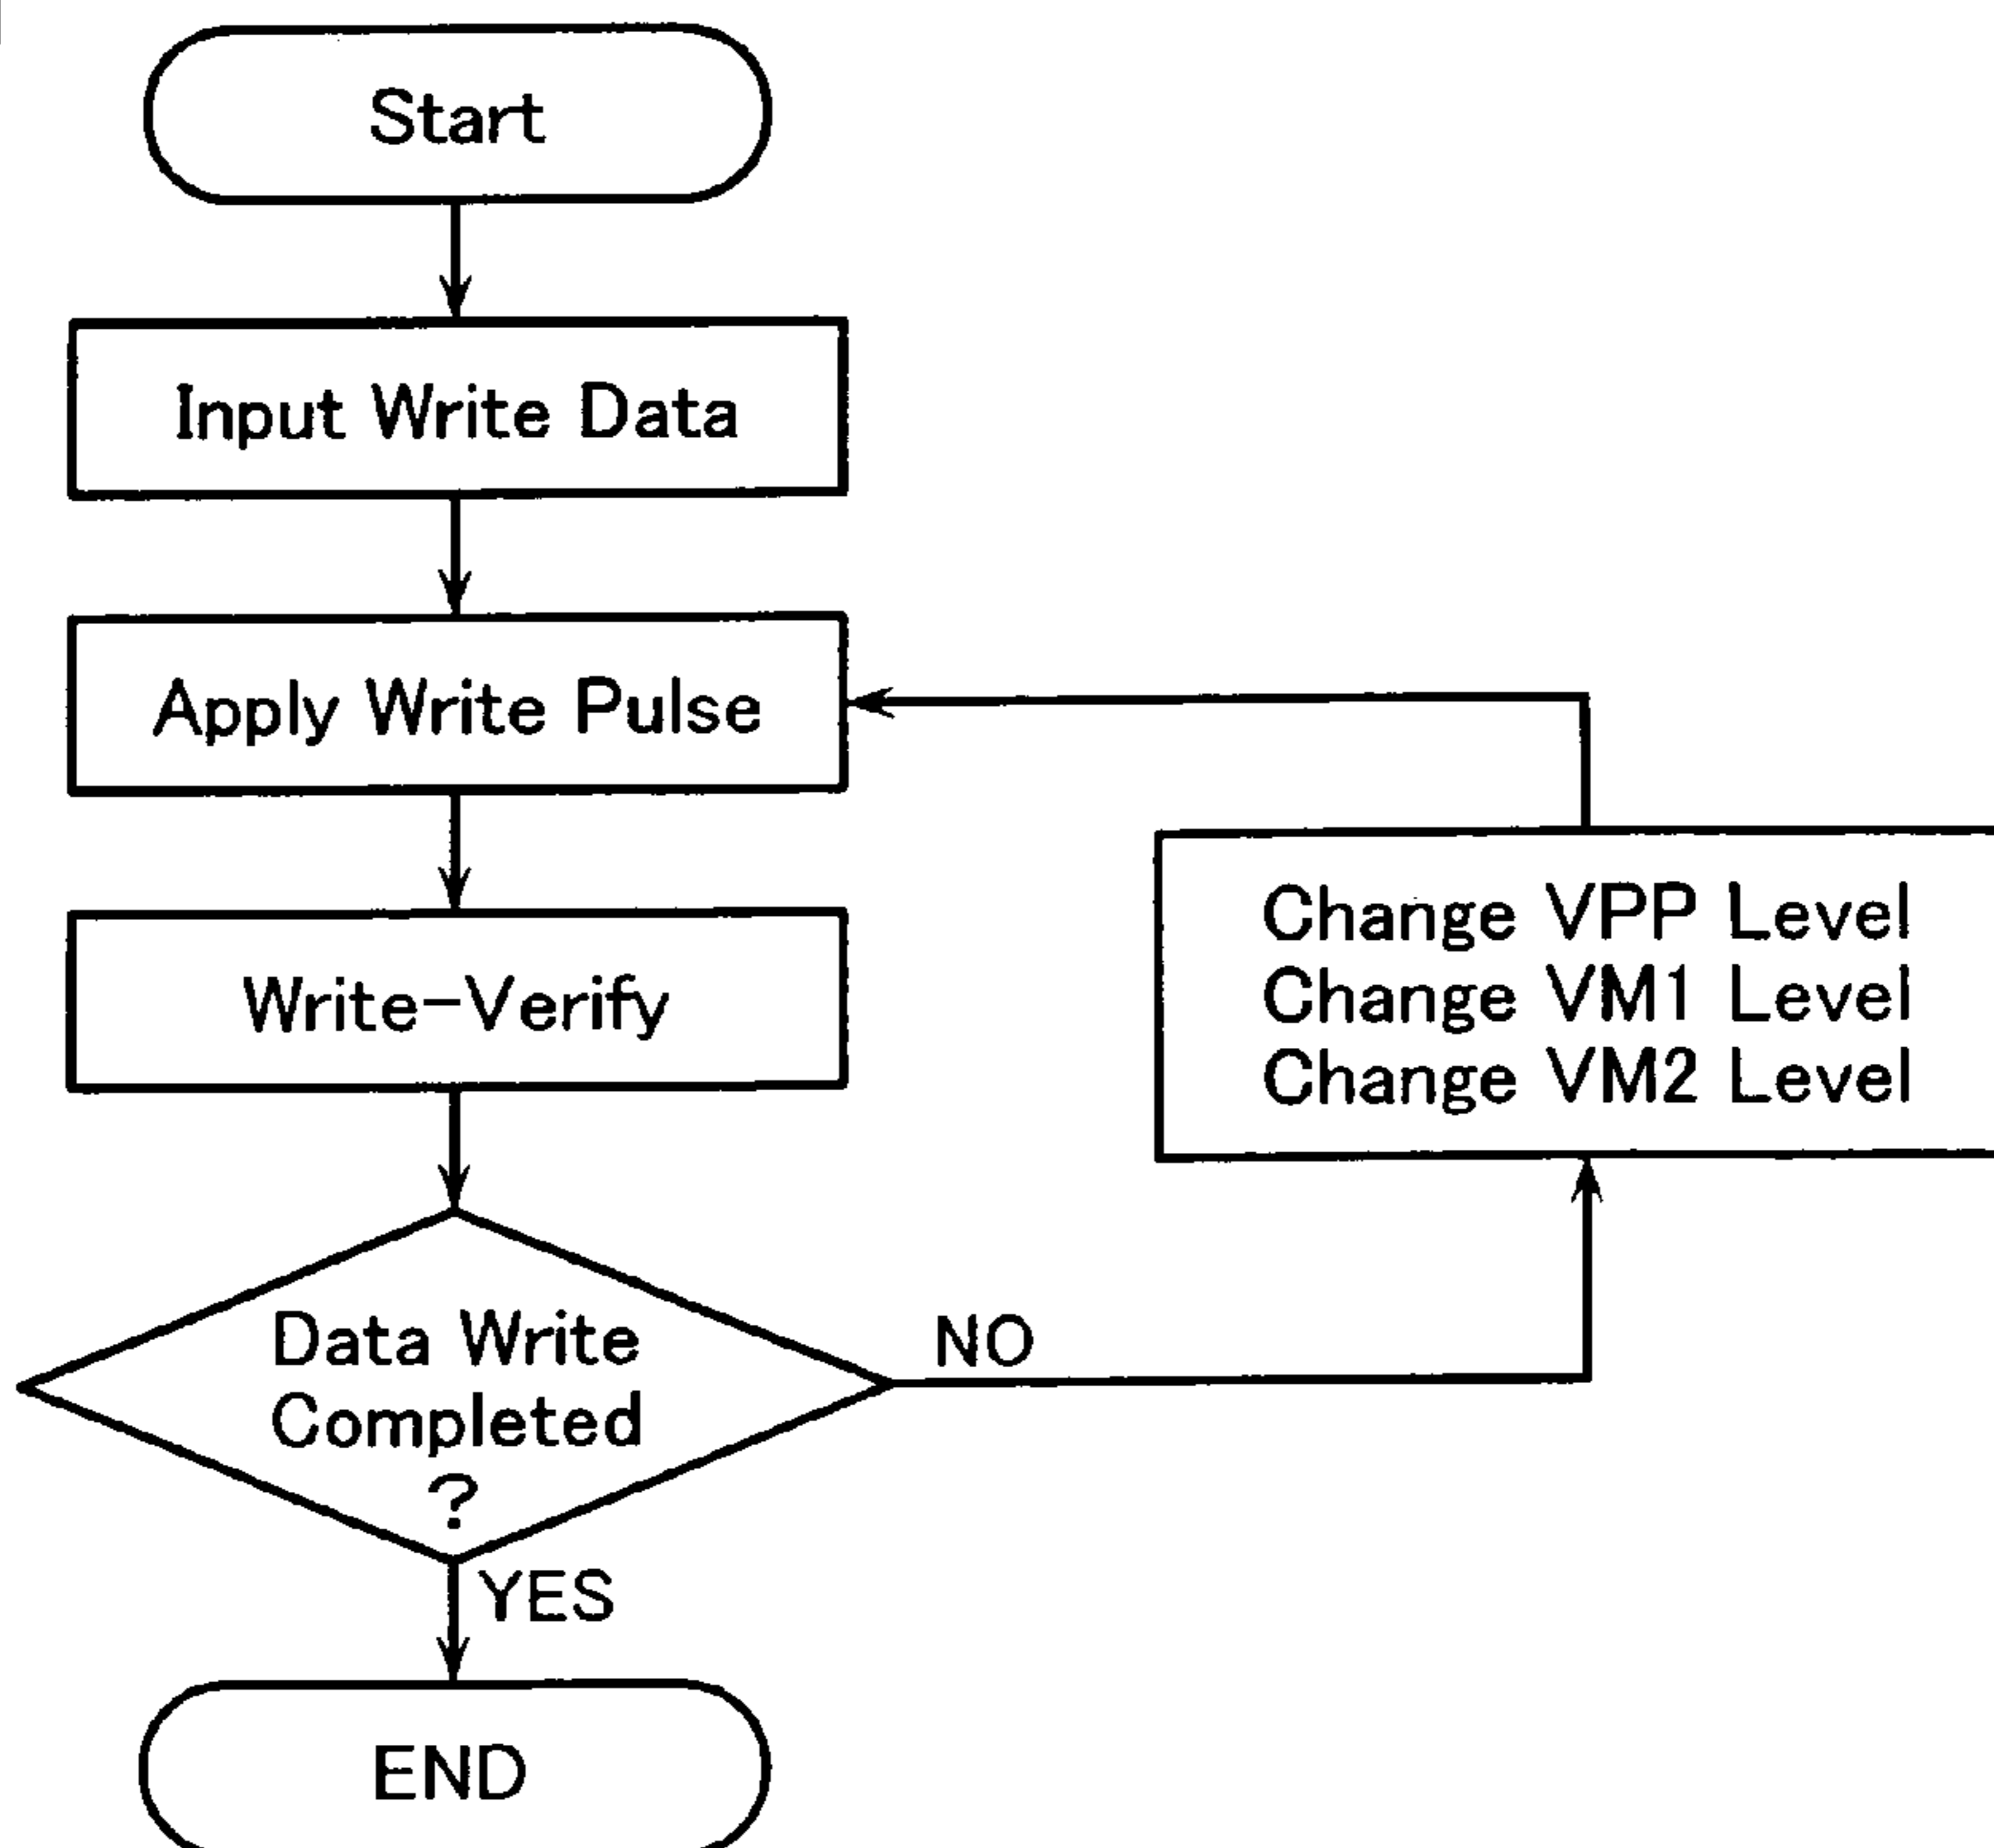 Start
Input Write Data
Apply Write Pulse
Write-Verify
Change VPP Level
Change VM1 Level
Change VM2 Level
Data Write
Completed
?
NO
YES
END